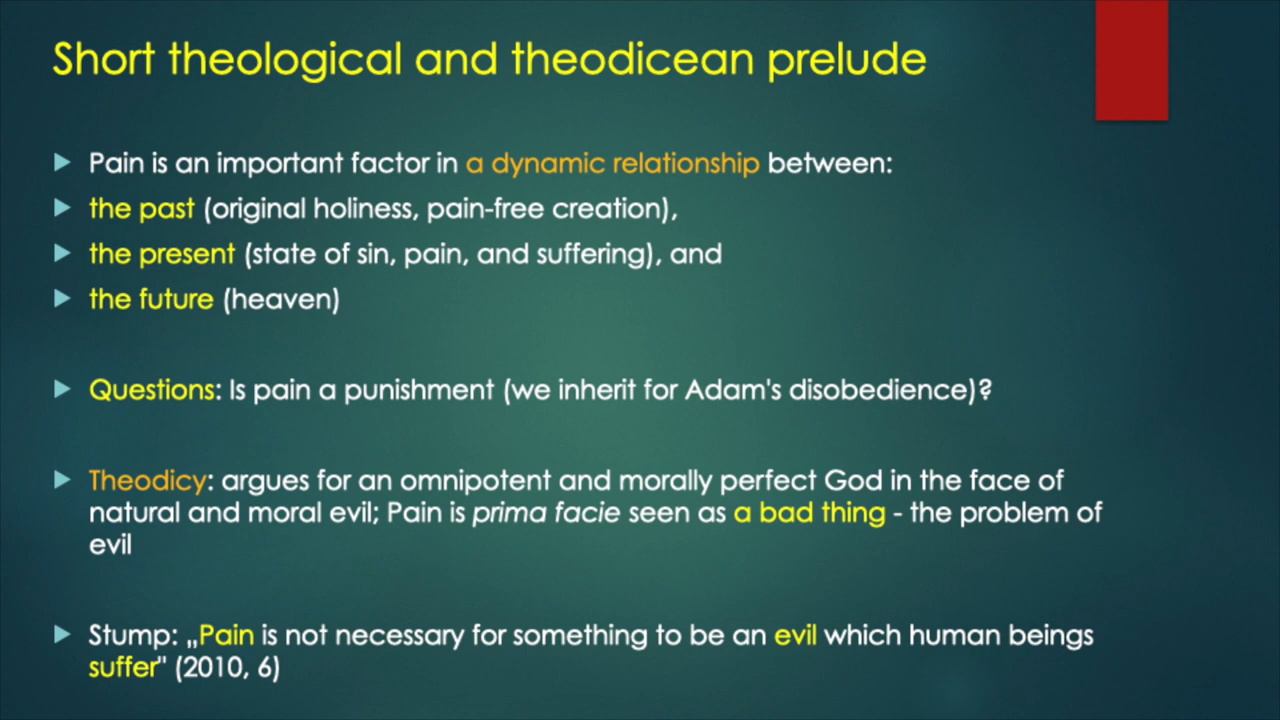 Short theological and theodicean prelude
Pain is an important factor in a dynamic relationship between:
the past (original holiness, pain-free creation),
the present (state of sin, pain, and suffering), and
the future (heaven)
Questions: Is pain a punishment (we inherit for Adam's disobedience)?
Theodicy: argues for an omnipotent and morally perfect God in the face of
natural and moral evil; Pain is prima facie seen as a bad thing - the problem of
evil
Stump: „Pain is not necessary for something to be an evil which human beings
suffer" (2010, 6)